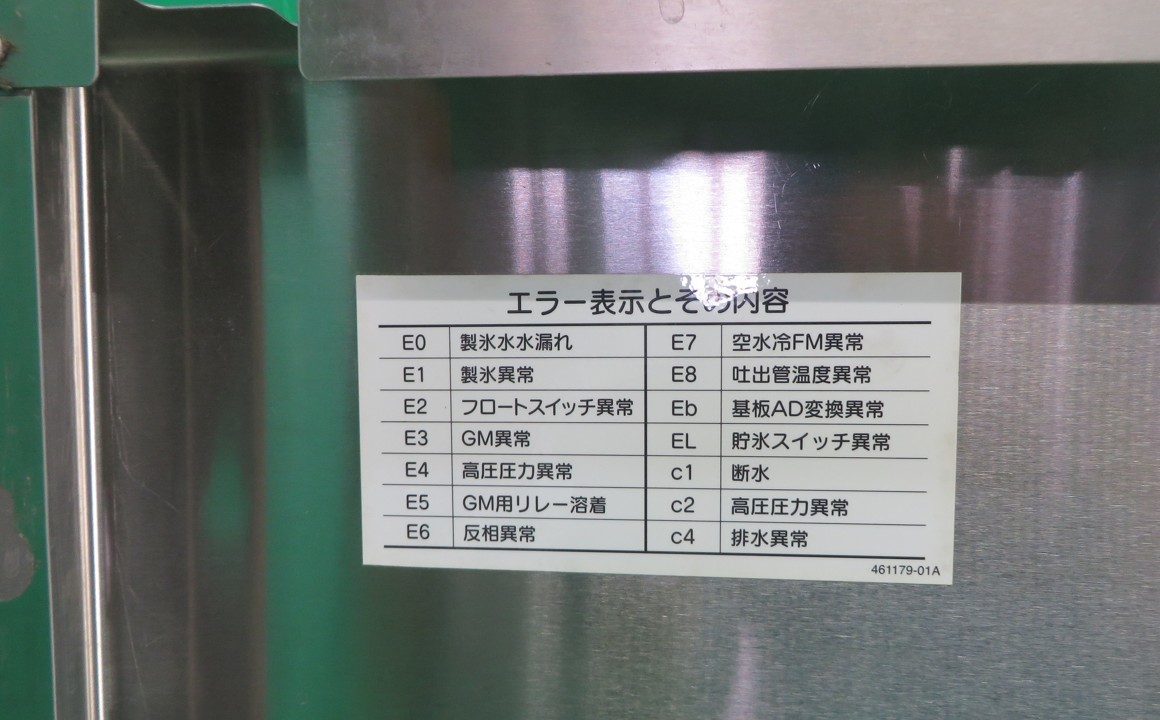 エラー表示とその内容
E0 製氷水水漏れ E7 空水冷FM異常
E1 製氷異常 E8 吐出管温度異常
E2 フロートスイッチ異常 Eb 基板AD変換異常
E3 GM異常 EL 貯氷スイッチ異常
E4 高圧圧力異常 c1 断水
E5 GM用リレー溶着 c2 高圧圧力異常
E6 反相異常 c4 排水異常
461179-01A